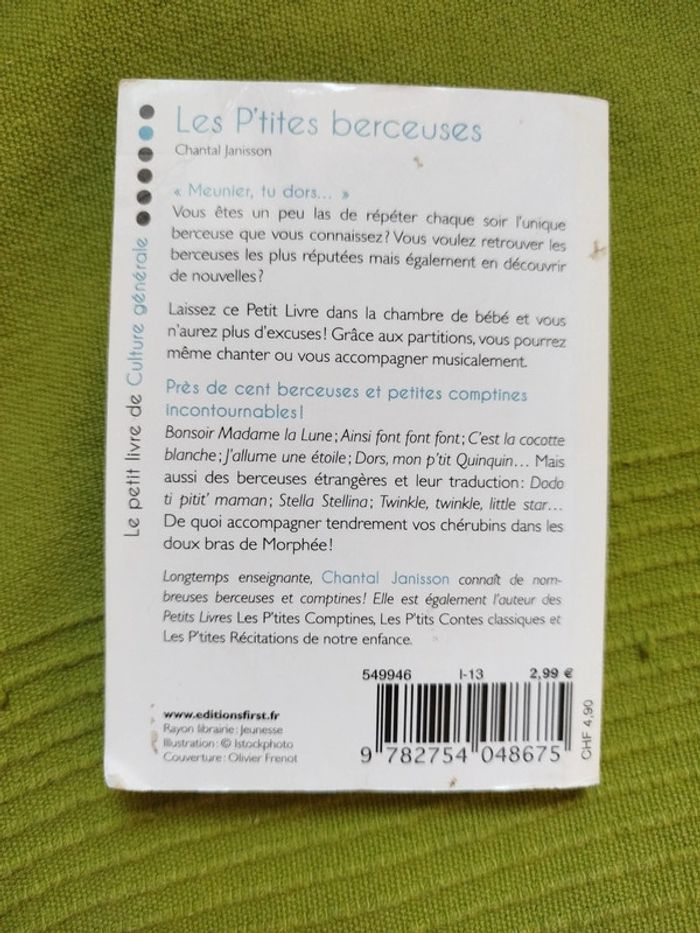 Les P'tites berceuses
Chantal Janisson
« Meunier, tu dors... »
Vous êtes un peu las de répéter chaque soir l'unique
berceuse que vous connaissez ? Vous voulez retrouver les
berceuses les plus réputées mais également en découvrir
de nouvelles ?
Laissez ce Petit Livre dans la chambre de bébé et vous
n'aurez plus d'excuses ! Grâce aux partitions, vous pourrez
même chanter ou vous accompagner musicalement.
Près de cent berceuses et petites comptines
incontournables !
Bonsoir Madame la Lune ; Ainsi font font font ; C'est la cocotte
blanche ; J'allume une étoile ; Dors, mon p'tit Quinquin... Mais
aussi des berceuses étrangères et leur traduction : Dodo
ti pitit' maman ; Stella Stellina ; Twinkle, twinkle, little star...
De quoi accompagner tendrement vos chérubins dans les
doux bras de Morphée !
Longtemps enseignante, Chantal Janisson connaît de nom-
breuses berceuses et comptines ! Elle est également l'auteur des
Petits Livres Les P'tites Comptines, Les P'tits Contes classiques et
Les P'tites Récitations de notre enfance.
Le petit livre de Culture générale
549946 I-13 2,99 €
www.editionsfirst.fr
Rayon librairie : Jeunesse
Illustration : © Istockphoto
Couverture : Olivier Frenot
9 782754 048675
CHF 4,90